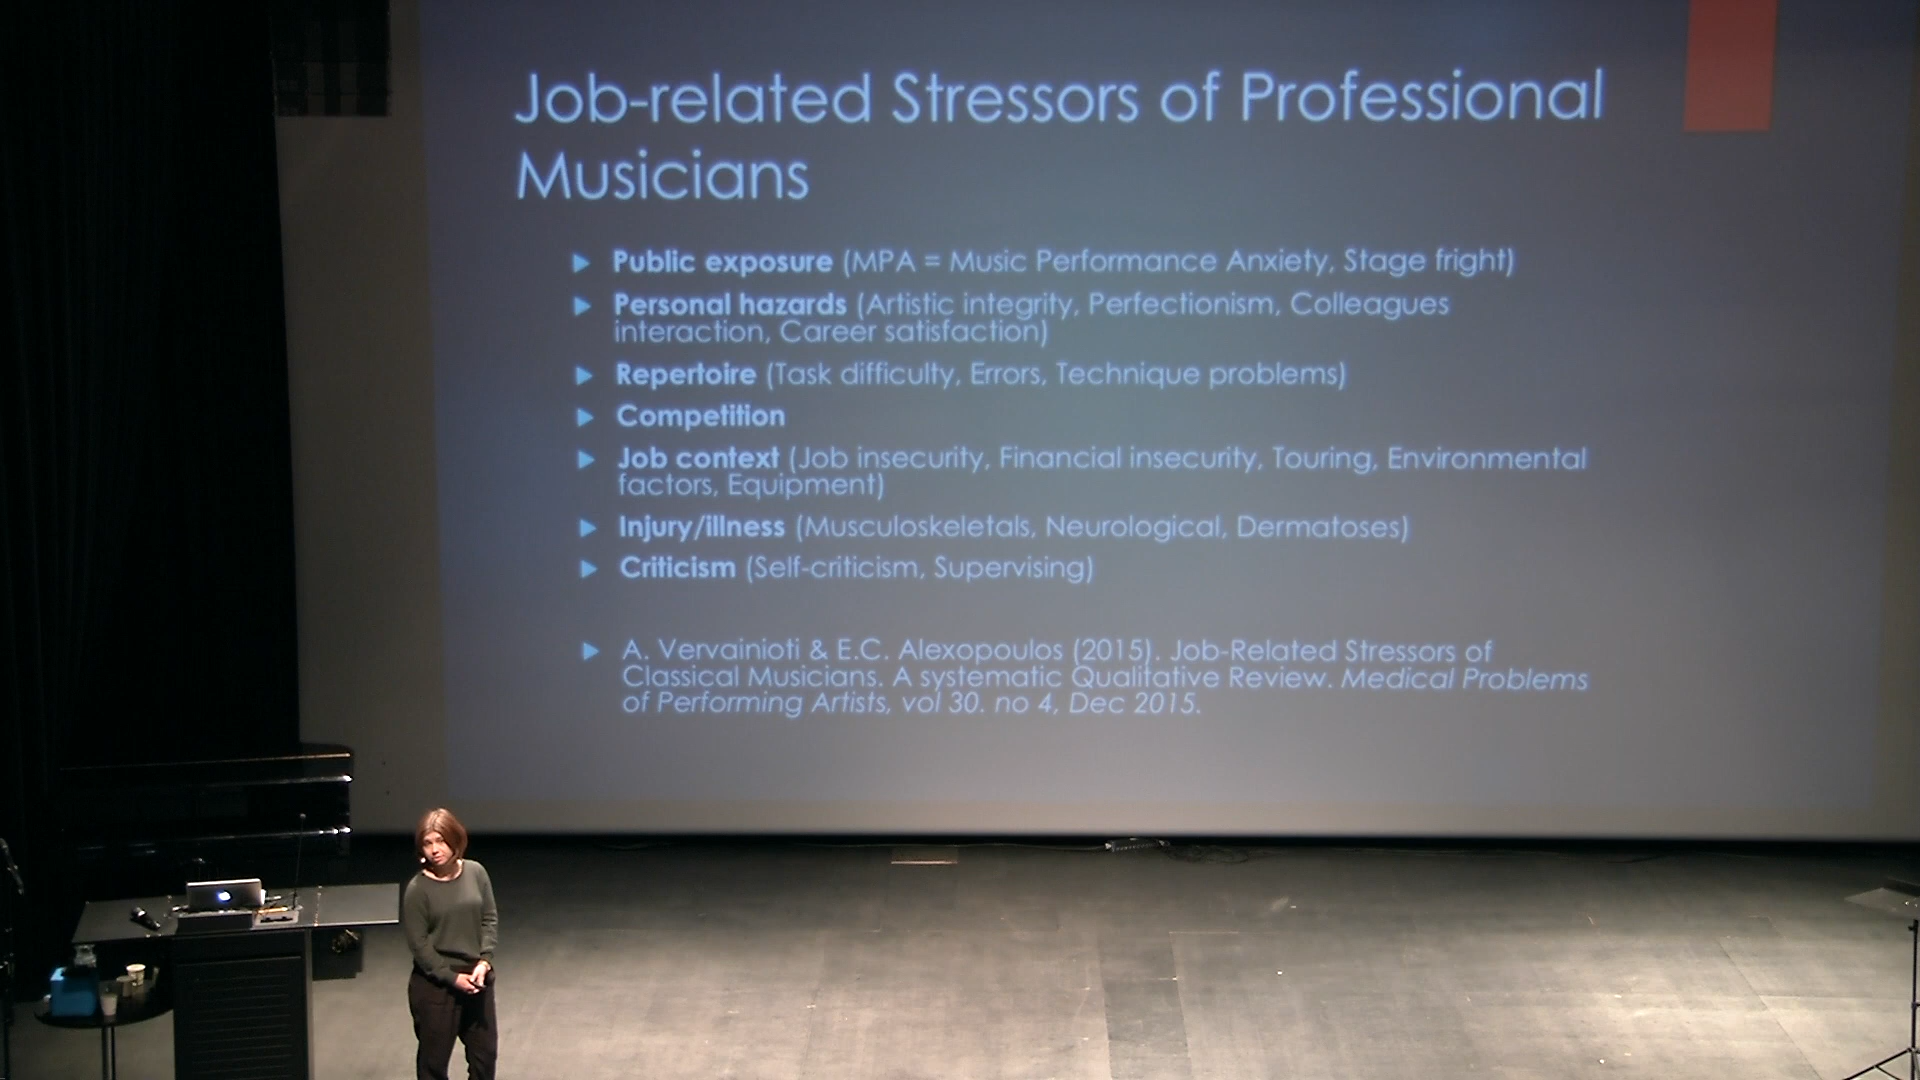 Job-related Stressors of Professional
Musicians
Public exposure (MPA = Music Performance Anxiety, Stage fright)
Personal hazards (Artistic integrity, Perfectionism, Colleagues
interaction, Career satisfaction)
Repertoire (Task difficulty, Errors, Technique problems)
Competition
Job context (Job insecurity, Financial insecurity, Touring, Environmental
factors, Equipment)
Injury/illness (Musculoskeletals, Neurological, Dermatoses)
Criticism (Self-criticism, Supervising)
A. Vervainioti & E.C. Alexopoulos (2015). Job-Related Stressors of
Classical Musicians. A systematic Qualitative Review. Medical Problems
of Performing Artists, vol 30. no 4, Dec 2015.